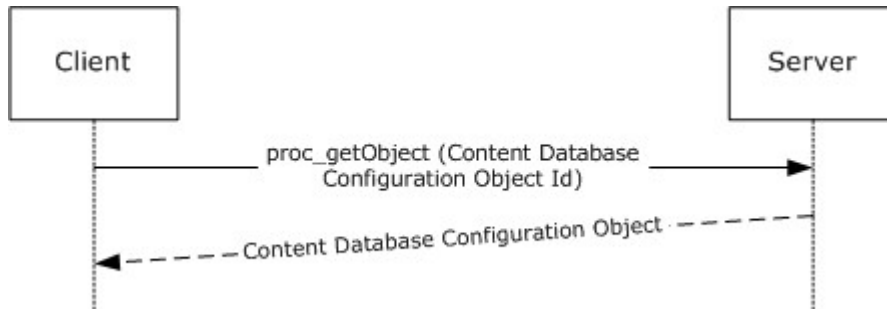 Client
Server
proc_getObject (Content Database
Configuration Object Id)
Content Database Configuration Object